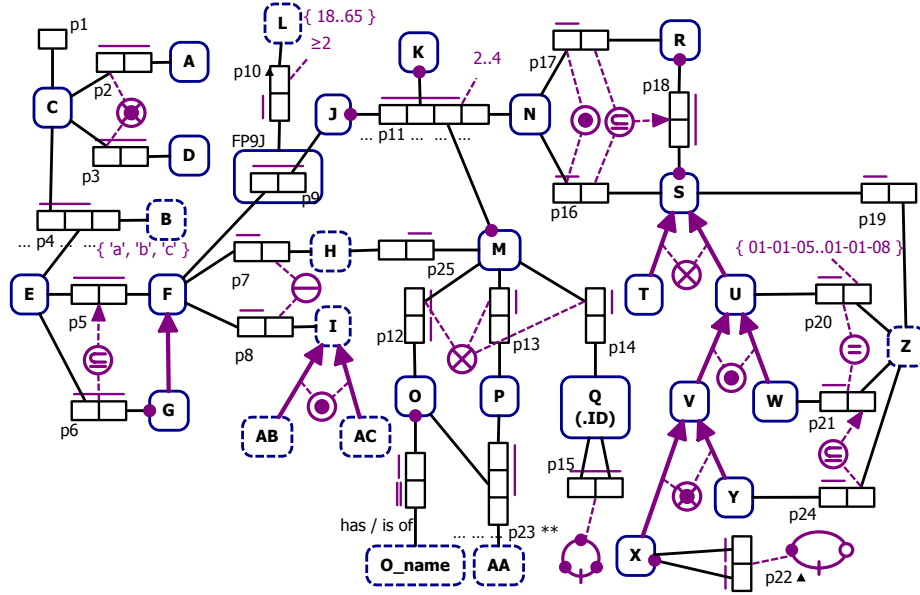 p1
L { 18..65 }
≥2
K
2..4
p17
R
A
p2
p10
p18
C
J
p11
N
... ... ... ...
FP9J
D
p3
p9
p16
S
p19
p4
B
... ... ... ...
{ 'a', 'b', 'c' }
p7
H
p25
M
{ 01-01-05..01-01-08 }
E
p5
F
T
U
p20
p8
I
p12
p13
p14
Z
p6
G
O
P
Q
(.ID)
V
W
p21
AB
AC
p15
Y
p24
has / is of
... ... ... p23 **
X
p22
O_name
AA